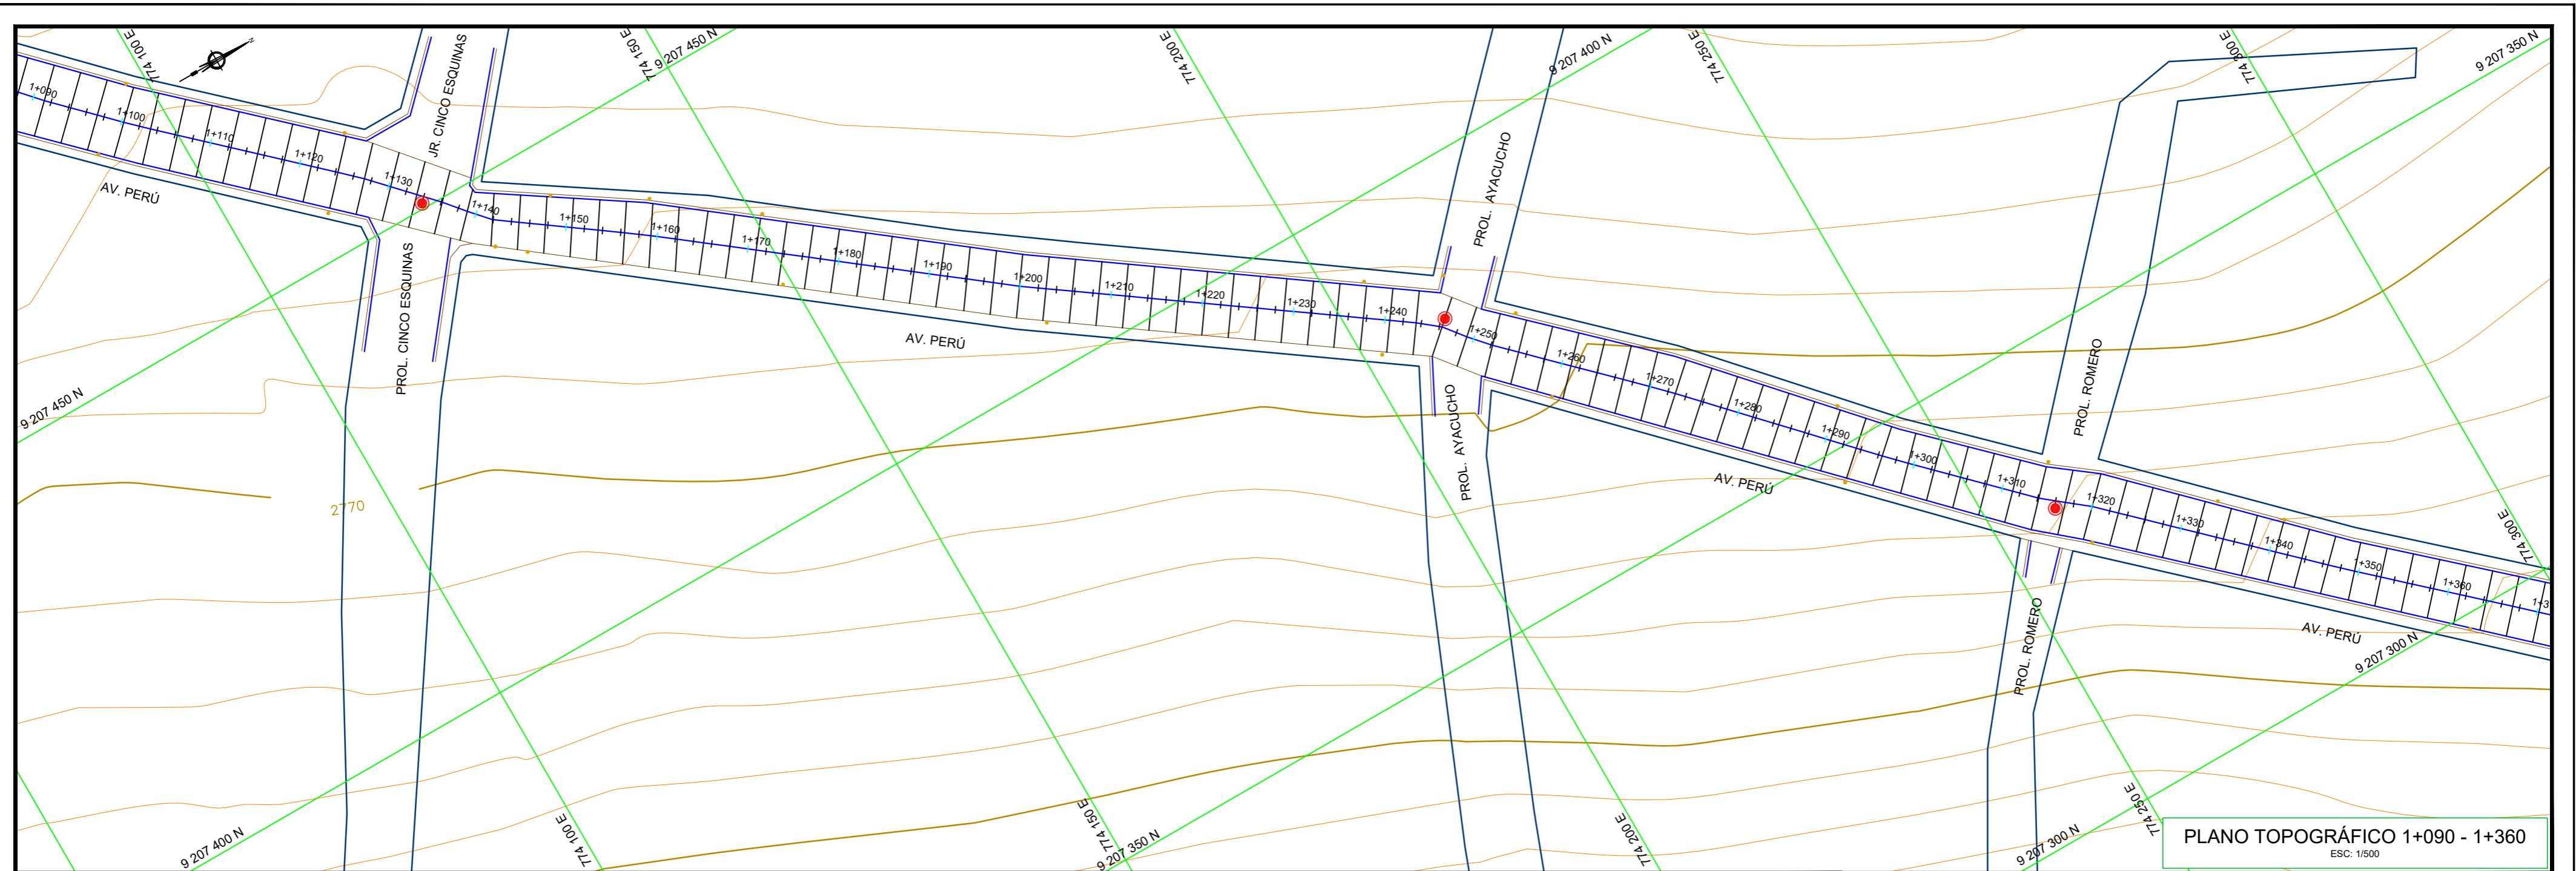 774 100 E
774 150 E
9 207 450 N
774 200 E
9 207 400 N
774 250 E
774 300 E
9 207 350 N
N
JR. CINCO ESQUINAS
1+090
1+100
1+110
1+120
1+130
1+140
1+150
1+160
1+170
1+180
1+190
1+200
1+210
1+220
1+230
1+240
1+250
1+260
1+270
1+280
1+290
1+300
1+310
1+320
1+330
1+340
1+350
1+360
1+3
AV. PERÚ
PROL. AYACUCHO
PROL. CINCO ESQUINAS
AV. PERÚ
PROL. ROMERO
9 207 450 N
PROL. AYACUCHO
AV. PERÚ
2770
774 300 E
PROL. ROMERO
AV. PERÚ
9 207 300 N
9 207 400 N
774 100 E
774 150 E
9 207 350 N
774 200 E
774 250 E
9 207 300 N
PLANO TOPOGRÁFICO 1+090 - 1+360
ESC: 1/500